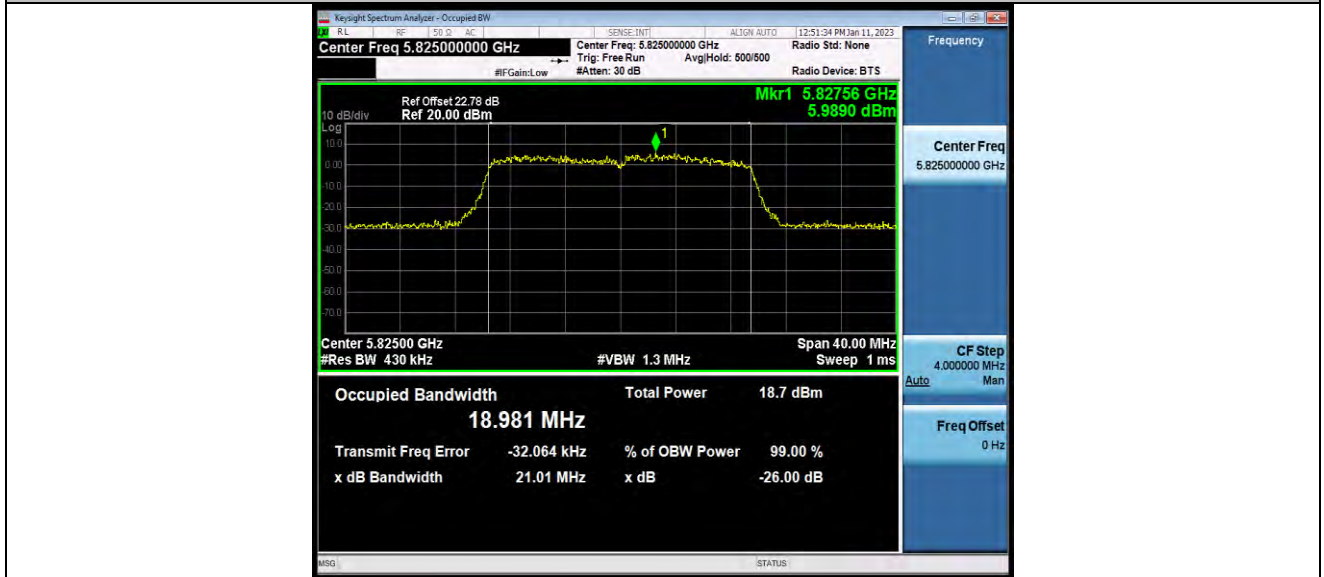 Keysight Spectrum Analyzer - Occupied BW
RL RF 50 Ω AC SENSE:INT ALIGN AUTO 12:51:34 PM Jan 11, 2023
Center Freq 5.825000000 GHz
Center Freq: 5.825000000 GHz
Radio Std: None
Trig: Free Run Avg|Hold: 500/500
#IFGain:Low #Atten: 30 dB Radio Device: BTS
Frequency
Mkr1 5.82756 GHz
5.9890 dBm
Ref Offset 22.78 dB
10 dB/div Ref 20.00 dBm
Log
1
10.0
0.00
-10.0
-20.0
-30.0
-40.0
-50.0
-60.0
-70.0
Center 5.82500 GHz Span 40.00 MHz
#Res BW 430 kHz #VBW 1.3 MHz Sweep 1 ms
Center Freq
5.825000000 GHz
CF Step
4.000000 MHz
Auto Man
Freq Offset
0 Hz
Occupied Bandwidth Total Power 18.7 dBm
18.981 MHz
Transmit Freq Error -32.064 kHz % of OBW Power 99.00 %
x dB Bandwidth 21.01 MHz x dB -26.00 dB
MSG STATUS